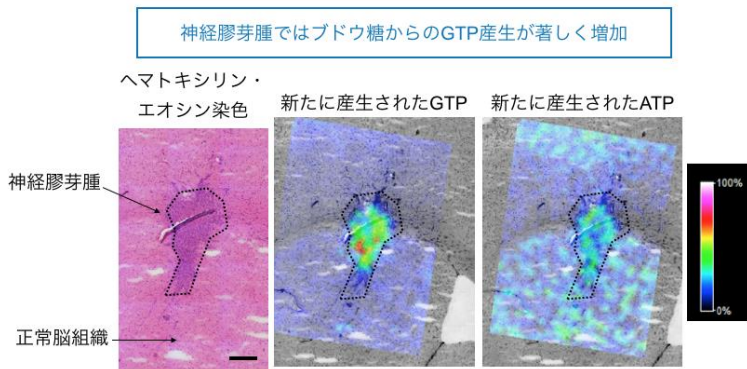 神経膠芽腫ではブドウ糖からのGTP産生が著しく増加
ヘマトキシリン・
エオシン染色
新たに産生されたGTP
新たに産生されたATP
神経膠芽腫
正常脳組織
100%
0%